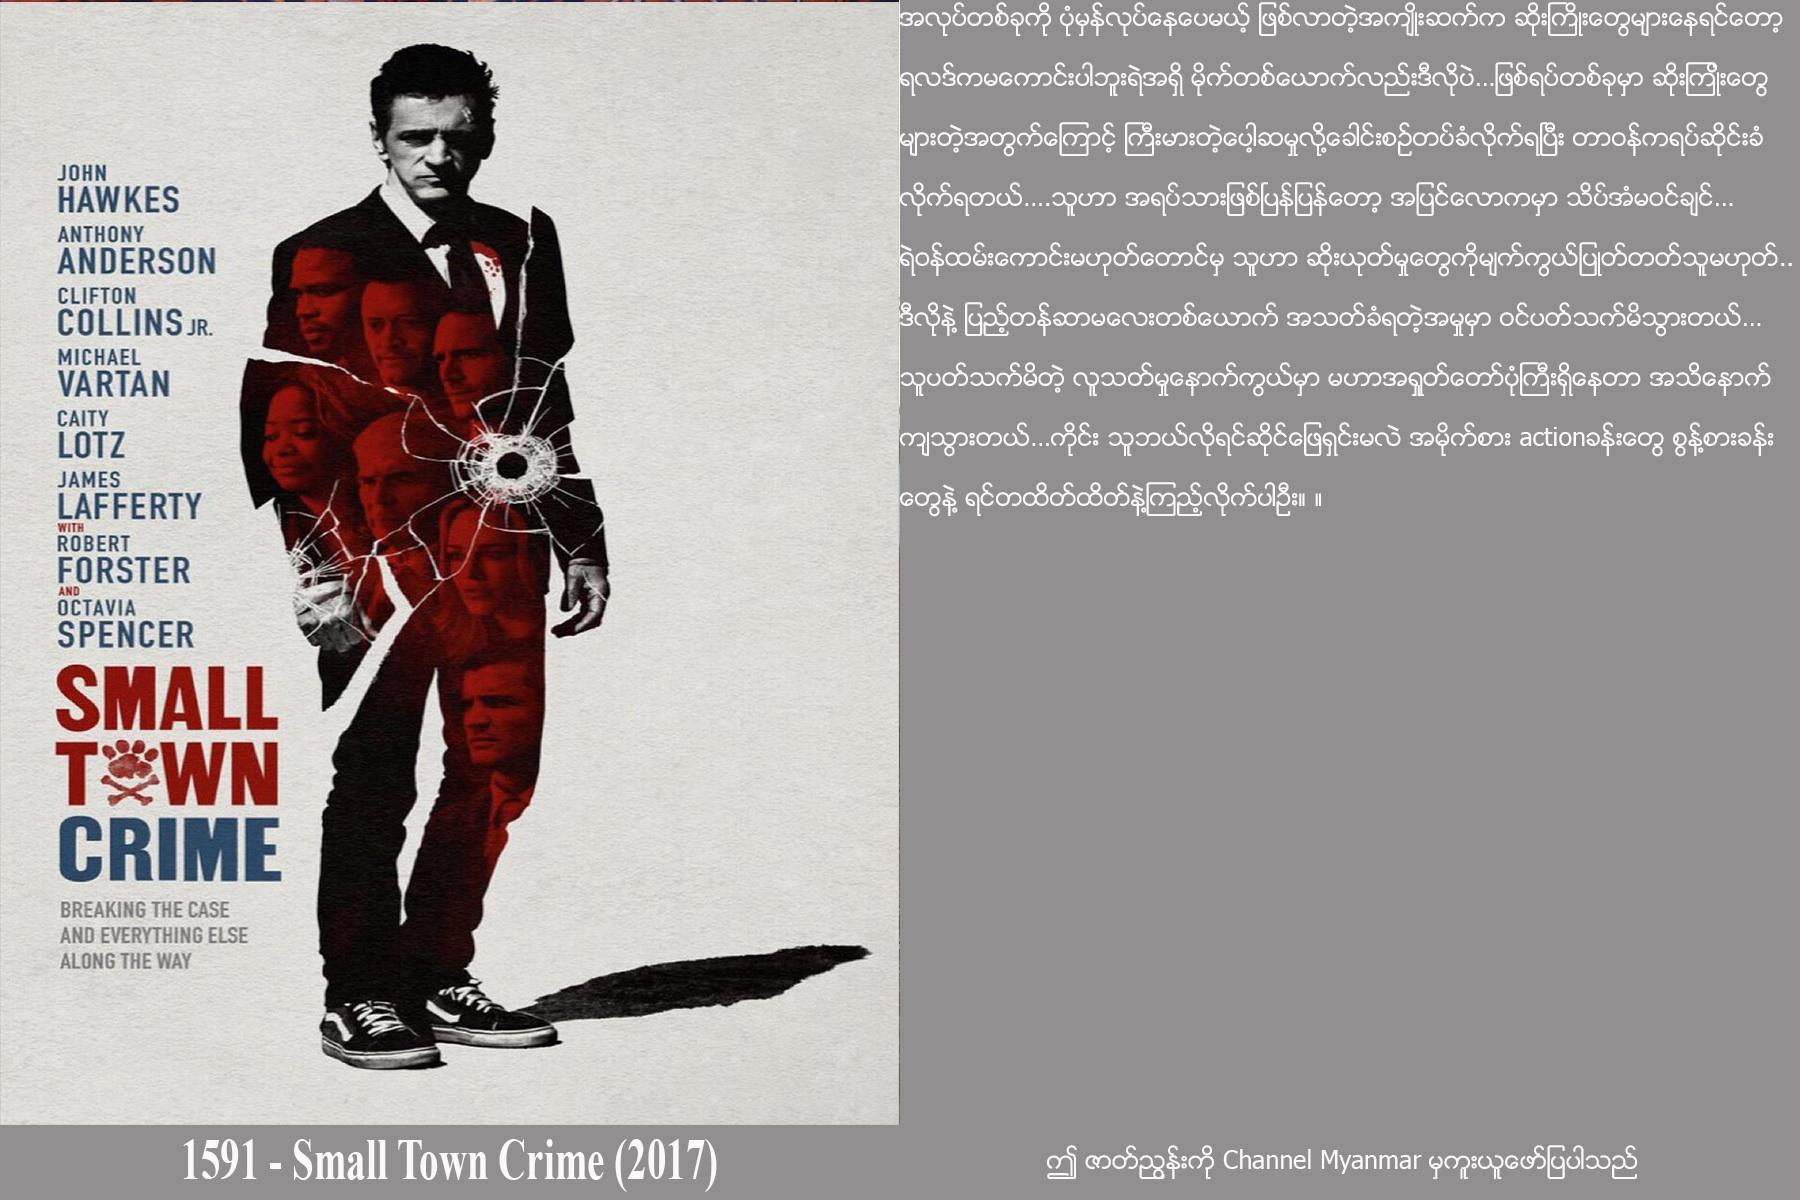 JOHN
HAWKES
ANTHONY
ANDERSON
CLIFTON
COLLINS JR.
MICHAEL
VARTAN
CAITY
LOTZ
JAMES
LAFFERTY
WITH
ROBERT
FORSTER
AND
OCTAVIA
SPENCER
SMALL
TOWN
CRIME
BREAKING THE CASE
AND EVERYTHING ELSE
ALONG THE WAY
1591 - Small Town Crime (2017)
အလုပ်တစ်ခုကို ပုံမှန်လုပ်နေပေမယ့် ဖြစ်လာတဲ့အကျိုးဆက်က ဆိုးကြိုးတွေများနေရင်တော့
ရလဒ်ကမကောင်းပါဘူးရဲအရှိ မိုက်တစ်ယောက်လည်းဒီလိုပဲ...ဖြစ်ရပ်တစ်ခုမှာ ဆိုးကြိုးတွေ
များတဲ့အတွက်ကြောင့် ကြီးမားတဲ့ပေါ့ဆမှုလို့ခေါင်းစဉ်တပ်ခံလိုက်ရပြီး တာဝန်ကရပ်ဆိုင်းခံ
လိုက်ရတယ်....သူဟာ အရပ်သားဖြစ်ပြန်ပြန်တော့ အပြင်လောကမှာ သိပ်အံမဝင်ချင်...
ရဲဝန်ထမ်းကောင်းမဟုတ်တောင်မှ သူဟာ ဆိုးယုတ်မှုတွေကိုမျက်ကွယ်ပြုတ်တတ်သူမဟုတ်..
ဒီလိုနဲ့ ပြည့်တန်ဆာမလေးတစ်ယောက် အသတ်ခံရတဲ့အမှုမှာ ဝင်ပတ်သက်မိသွားတယ်...
သူပတ်သက်မိတဲ့ လူသတ်မှုနောက်ကွယ်မှာ မဟာအရှုတ်တော်ပုံကြီးရှိနေတာ အသိနောက်
ကျသွားတယ်...ကိုင်း သူဘယ်လိုရင်ဆိုင်ဖြေရှင်းမလဲ အမိုက်စား actionခန်းတွေ စွန့်စားခန်း
တွေနဲ့ ရင်တထိတ်ထိတ်နဲ့ကြည့်လိုက်ပါဦး။ ။
ဤ ဇာတ်ညွှန်းကို Channel Myanmar မှကူးယူဖော်ပြပါသည်